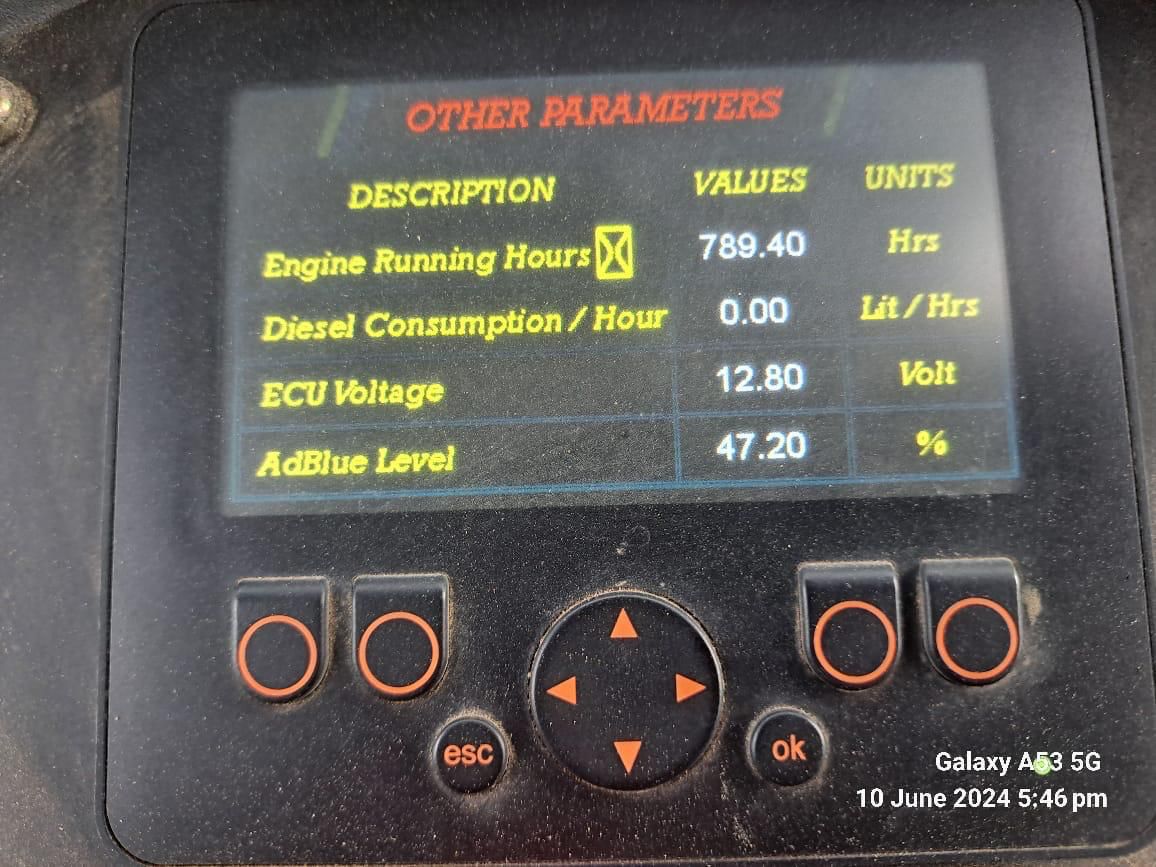 OTHER PARAMETERS
DESCRIPTION VALUES UNITS
Engine Running Hours 789.40 Hrs
Diesel Consumption / Hour 0.00 Lit / Hrs
ECU Voltage 12.80 Volt
AdBlue Level 47.20 %
esc ok
Galaxy A53 5G
10 June 2024 5:46 pm